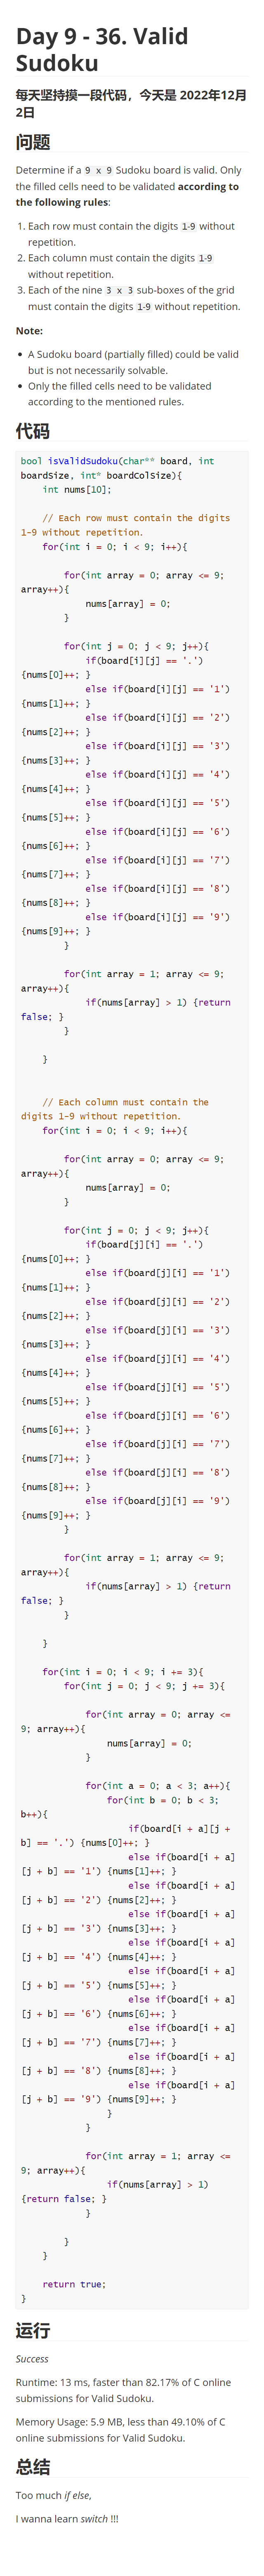 Day 9 - 36. Valid
Sudoku
每天坚持摸一段代码，今天是 2022年12月
2日
问题
Determine if a 9 x 9 Sudoku board is valid. Only
the filled cells need to be validated according to
the following rules:
1. Each row must contain the digits 1-9 without
repetition.
2. Each column must contain the digits 1-9
without repetition.
3. Each of the nine 3 x 3 sub-boxes of the grid
must contain the digits 1-9 without repetition.
Note:
• A Sudoku board (partially filled) could be valid
but is not necessarily solvable.
• Only the filled cells need to be validated
according to the mentioned rules.
代码
bool isValidSudoku(char** board, int
boardSize, int* boardColSize){
    int nums[10];
    // Each row must contain the digits
1-9 without repetition.
    for(int i = 0; i < 9; i++){
        for(int array = 0; array <= 9;
array++){
            nums[array] = 0;
        }
        for(int j = 0; j < 9; j++){
            if(board[i][j] == '.')
{nums[0]++; }
            else if(board[i][j] == '1')
{nums[1]++; }
            else if(board[i][j] == '2')
{nums[2]++; }
            else if(board[i][j] == '3')
{nums[3]++; }
            else if(board[i][j] == '4')
{nums[4]++; }
            else if(board[i][j] == '5')
{nums[5]++; }
            else if(board[i][j] == '6')
{nums[6]++; }
            else if(board[i][j] == '7')
{nums[7]++; }
            else if(board[i][j] == '8')
{nums[8]++; }
            else if(board[i][j] == '9')
{nums[9]++; }
        }
        for(int array = 1; array <= 9;
array++){
            if(nums[array] > 1) {return
false; }
        }
    }
    // Each column must contain the
digits 1-9 without repetition.
    for(int i = 0; i < 9; i++){
        for(int array = 0; array <= 9;
array++){
            nums[array] = 0;
        }
        for(int j = 0; j < 9; j++){
            if(board[j][i] == '.')
{nums[0]++; }
            else if(board[j][i] == '1')
{nums[1]++; }
            else if(board[j][i] == '2')
{nums[2]++; }
            else if(board[j][i] == '3')
{nums[3]++; }
            else if(board[j][i] == '4')
{nums[4]++; }
            else if(board[j][i] == '5')
{nums[5]++; }
            else if(board[j][i] == '6')
{nums[6]++; }
            else if(board[j][i] == '7')
{nums[7]++; }
            else if(board[j][i] == '8')
{nums[8]++; }
            else if(board[j][i] == '9')
{nums[9]++; }
        }
        for(int array = 1; array <= 9;
array++){
            if(nums[array] > 1) {return
false; }
        }
    }
    for(int i = 0; i < 9; i += 3){
        for(int j = 0; j < 9; j += 3){
            for(int array = 0; array <=
9; array++){
                nums[array] = 0;
            }
            for(int a = 0; a < 3; a++){
                for(int b = 0; b < 3;
b++){
                    if(board[i + a][j +
b] == '.') {nums[0]++; }
                    else if(board[i + a]
[j + b] == '1') {nums[1]++; }
                    else if(board[i + a]
[j + b] == '2') {nums[2]++; }
                    else if(board[i + a]
[j + b] == '3') {nums[3]++; }
                    else if(board[i + a]
[j + b] == '4') {nums[4]++; }
                    else if(board[i + a]
[j + b] == '5') {nums[5]++; }
                    else if(board[i + a]
[j + b] == '6') {nums[6]++; }
                    else if(board[i + a]
[j + b] == '7') {nums[7]++; }
                    else if(board[i + a]
[j + b] == '8') {nums[8]++; }
                    else if(board[i + a]
[j + b] == '9') {nums[9]++; }
                }
            }
            for(int array = 1; array <=
9; array++){
                if(nums[array] > 1)
{return false; }
            }
        }
    }
    return true;
}
运行
Success
Runtime: 13 ms, faster than 82.17% of C online
submissions for Valid Sudoku.
Memory Usage: 5.9 MB, less than 49.10% of C
online submissions for Valid Sudoku.
总结
Too much if else,
I wanna learn switch !!!